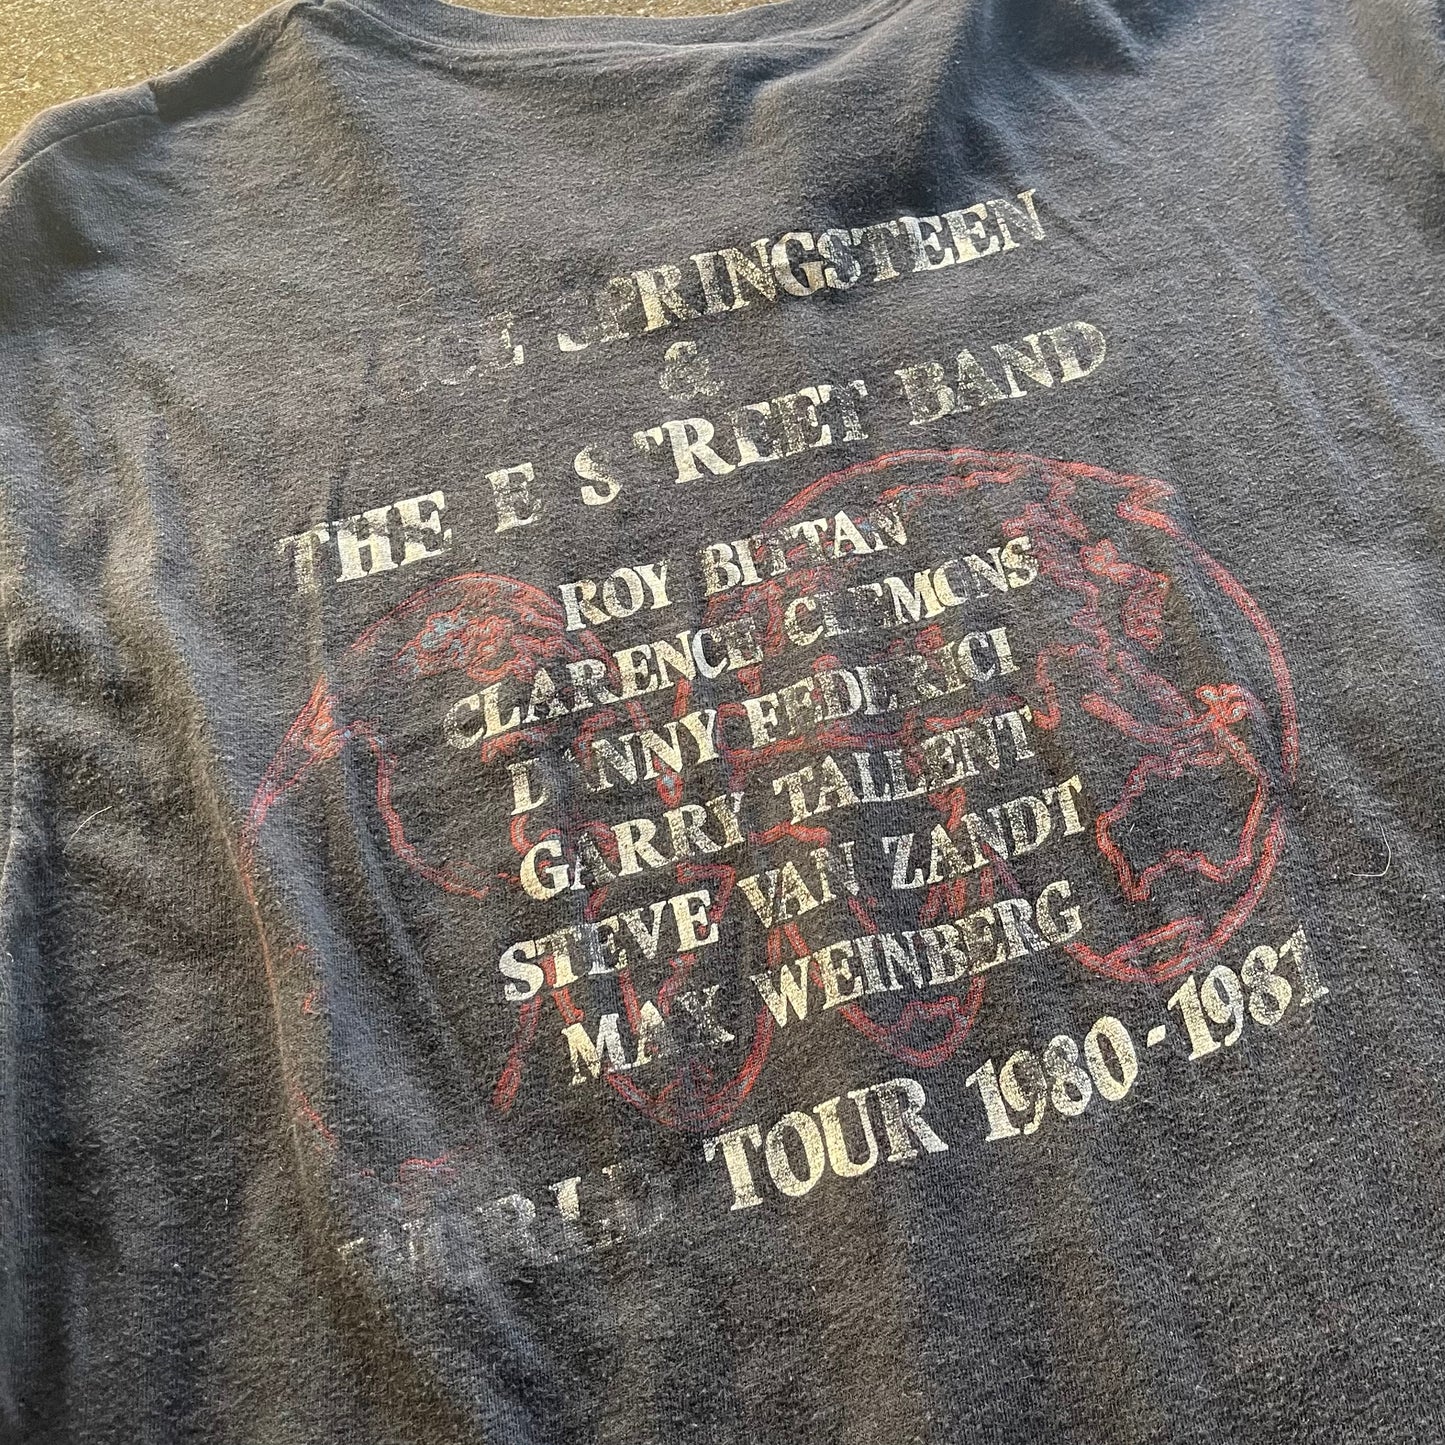 SPRINGSTEEN
&
THE E STREET BAND
ROY BITTAN
CLARENCE CLEMONS
DANNY FEDERICI
GARRY TALLENT
STEVE VAN ZANDT
MAX WEINBERG
WORLD TOUR 1980-1981